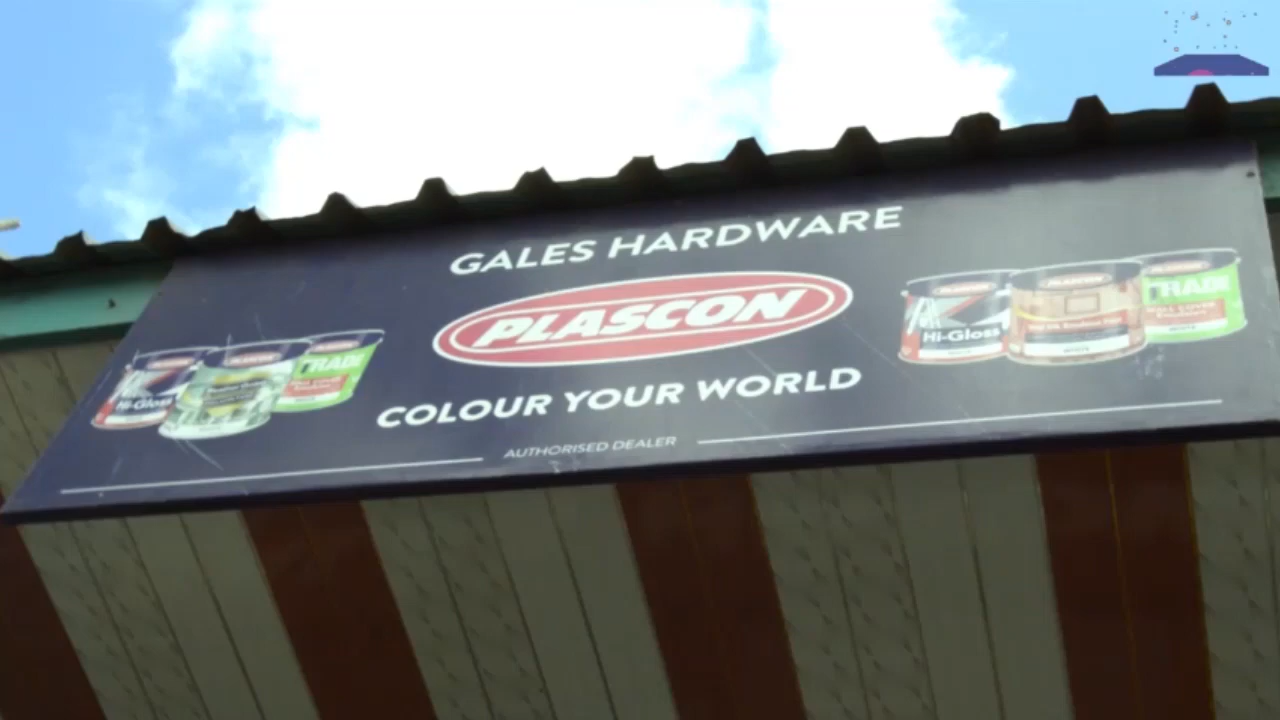 GALES HARDWARE
PLASCON
COLOUR YOUR WORLD
AUTHORISED DEALER
Hi-Gloss
TRADE
Hi-Gloss
TRADE